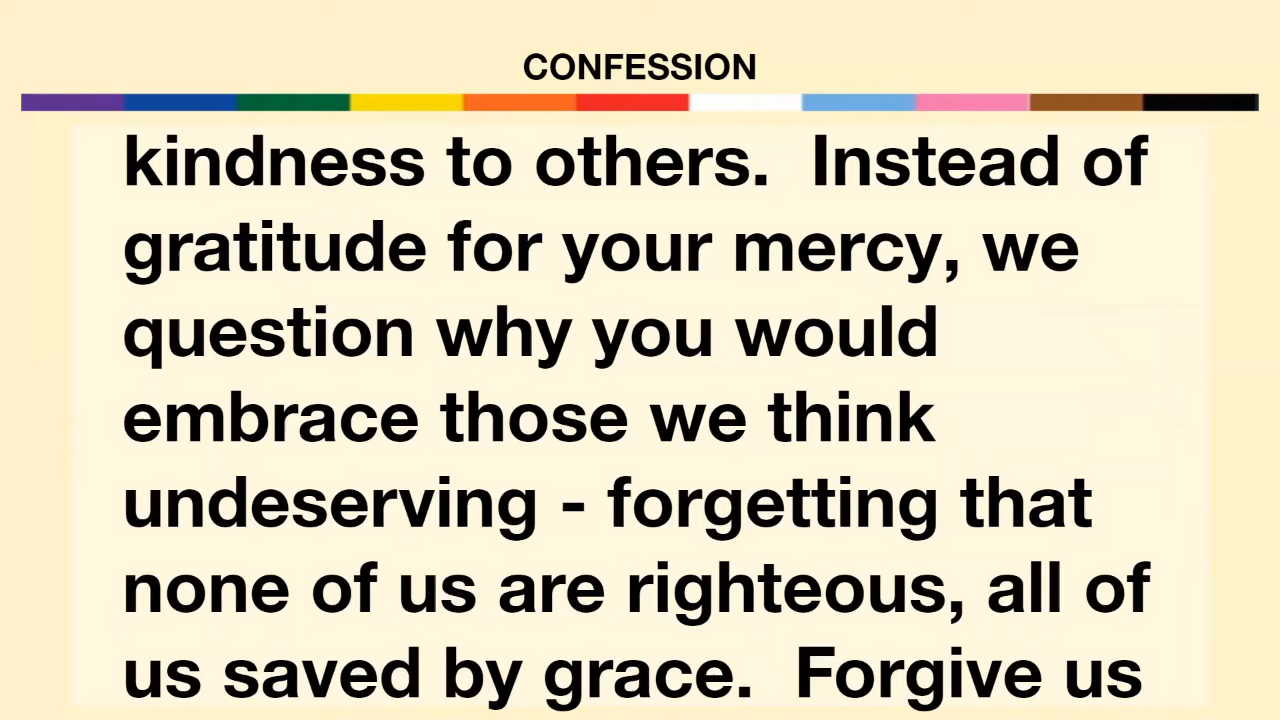 CONFESSION
kindness to others.  Instead of
gratitude for your mercy, we
question why you would
embrace those we think
undeserving - forgetting that
none of us are righteous, all of
us saved by grace.  Forgive us